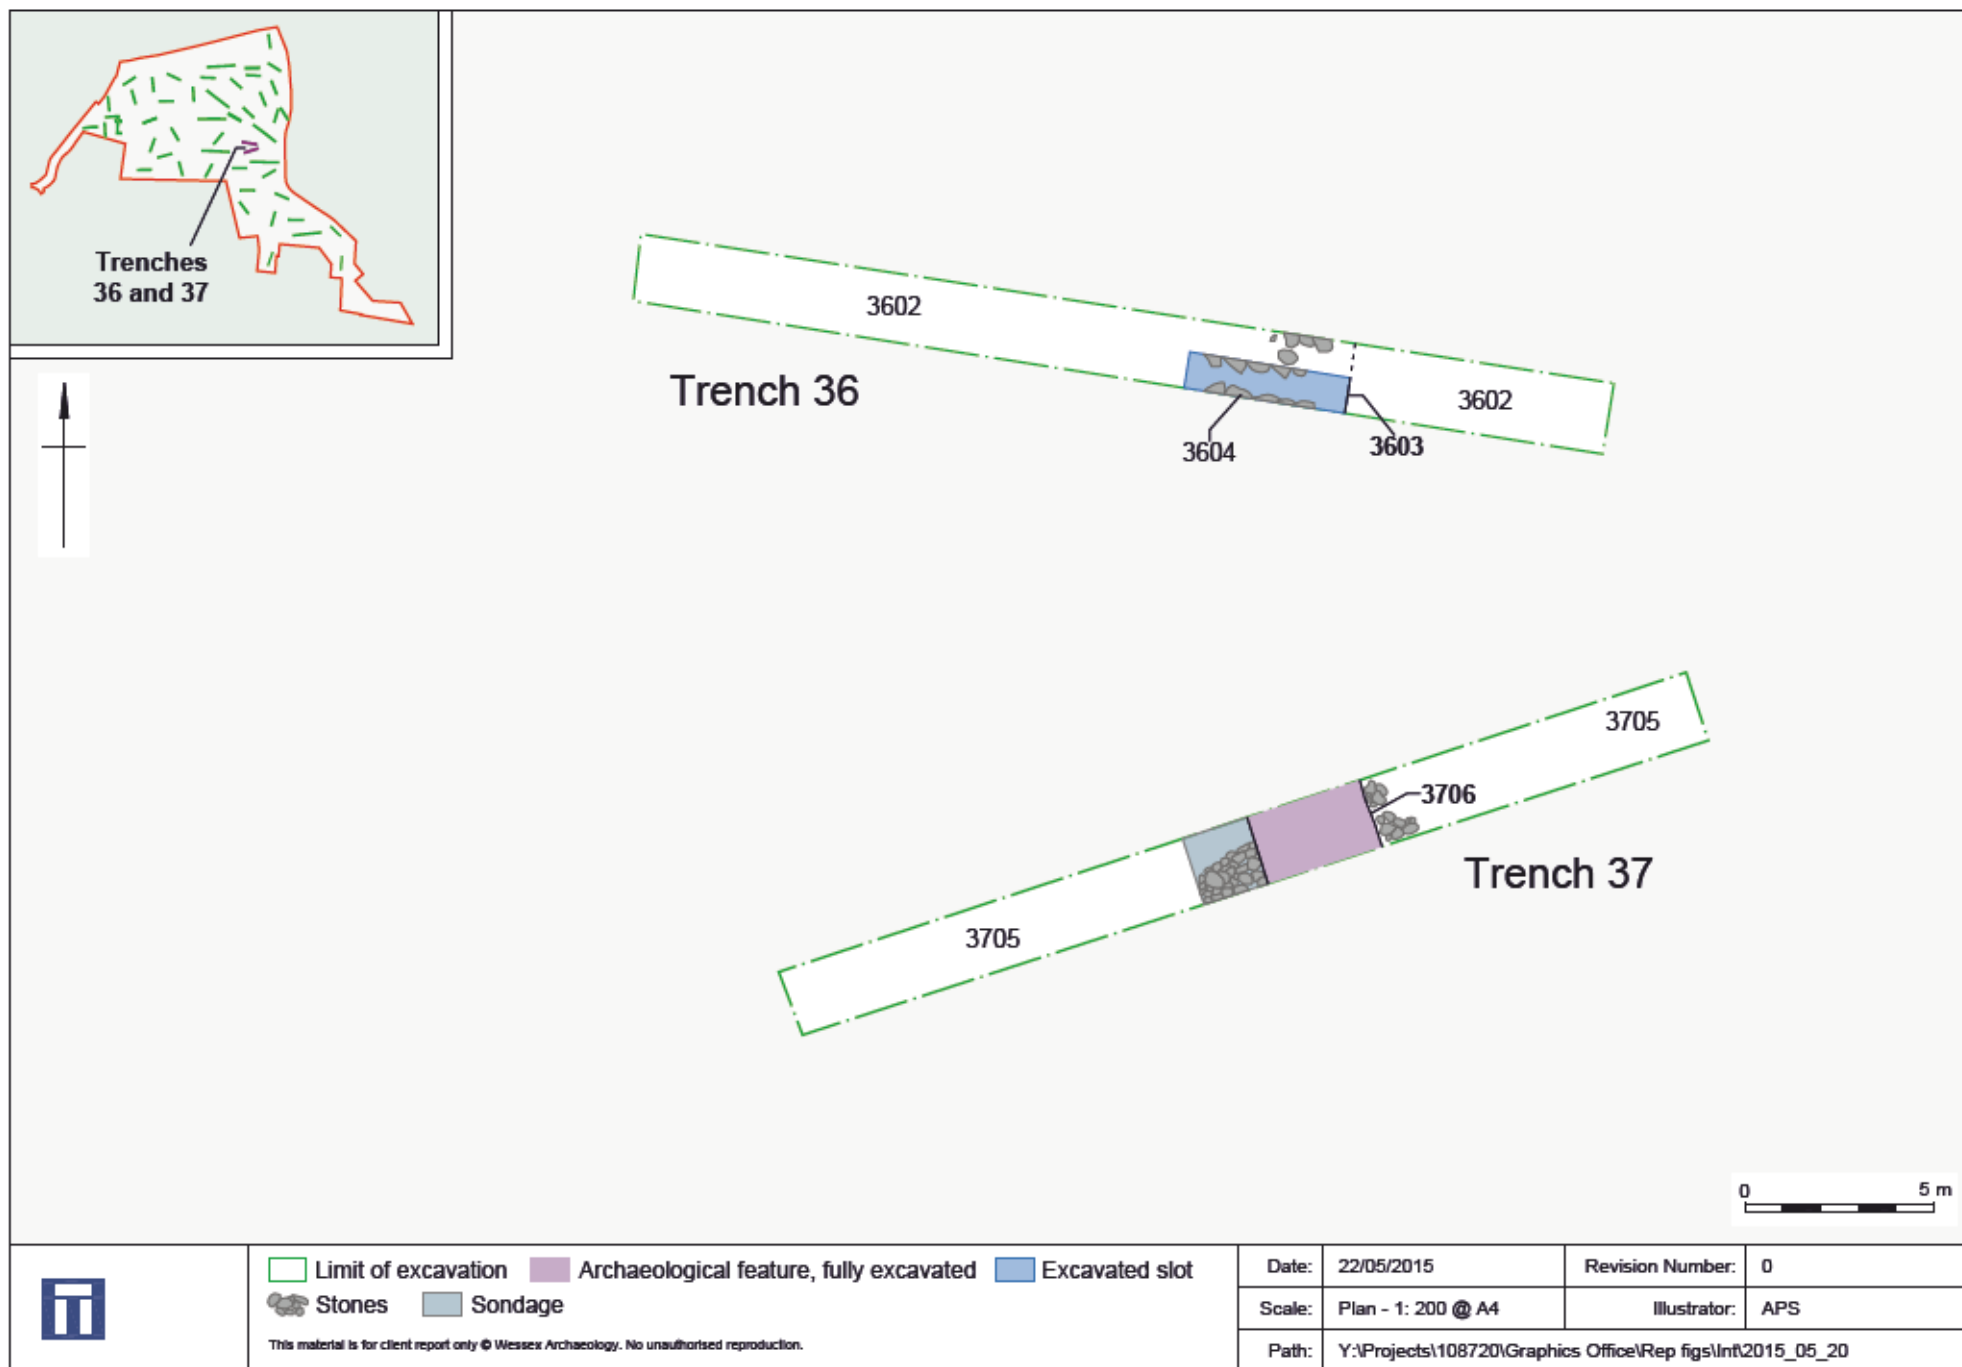 Trenches
36 and 37
3602
Trench 36
3602
3604
3603
3705
3706
Trench 37
3705
0 5 m
Limit of excavation Archaeological feature, fully excavated Excavated slot
Stones Sondage
This material is for client report only © Wessex Archaeology. No unauthorised reproduction.
Date: 22/05/2015 Revision Number: 0
Scale: Plan - 1: 200 @ A4 Illustrator: APS
Path: Y:\Projects\108720\Graphics Office\Rep figs\Int\2015_05_20